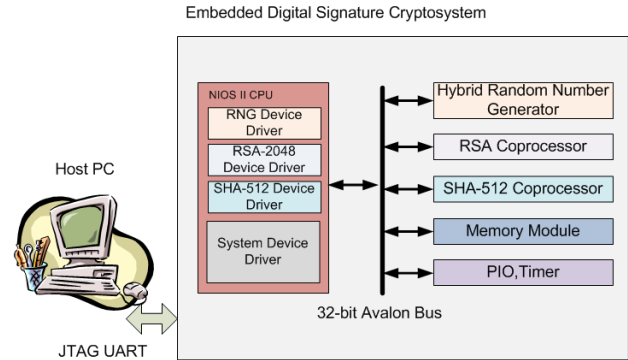 Embedded Digital Signature Cryptosystem
NIOS II CPU
RNG Device
Driver
RSA-2048
Device Driver
SHA-512 Device
Driver
System Device
Driver
Hybrid Random Number
Generator
RSA Coprocessor
SHA-512 Coprocessor
Memory Module
PIO,Timer
32-bit Avalon Bus
Host PC
JTAG UART